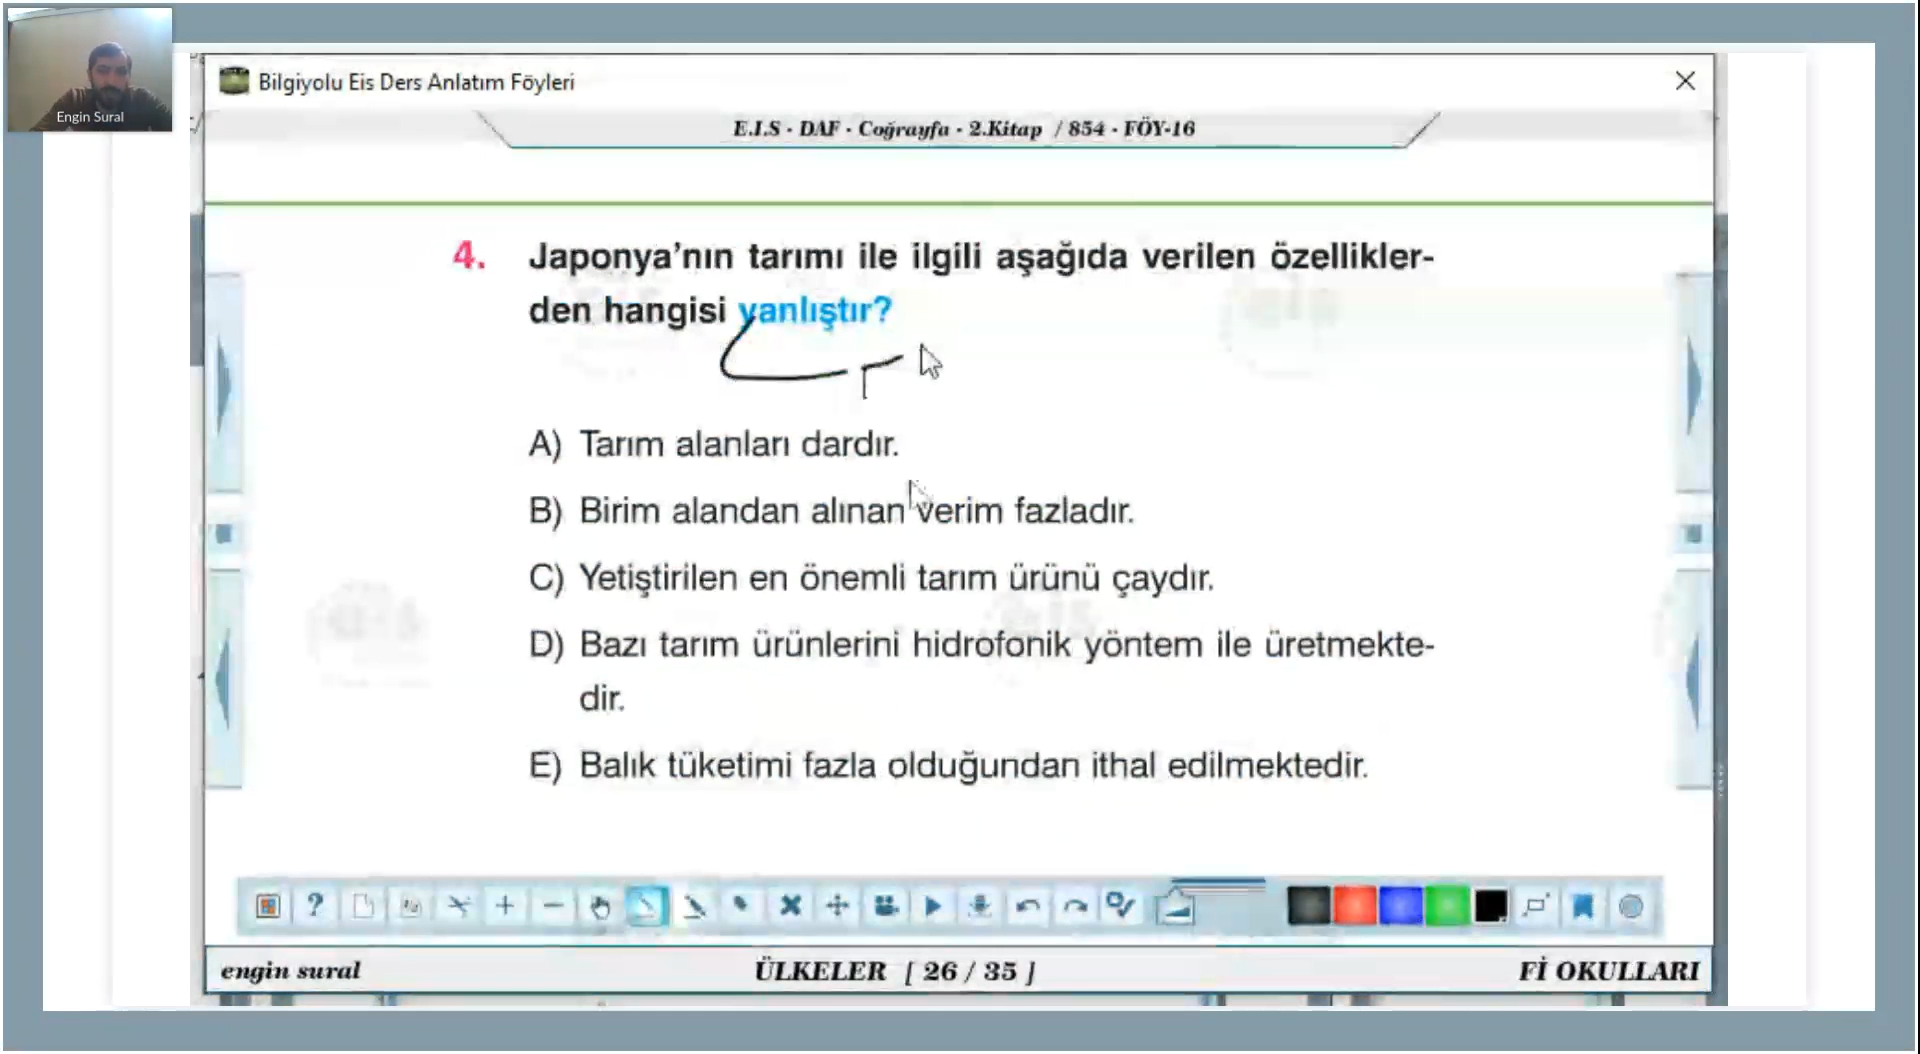 Engin Sural
Bilgiyolu Eis Ders Anlatım Föyleri
E.I.S - DAF - Coğrayfa - 2.Kitap / 854 - FÖY-16
4. Japonya'nın tarımı ile ilgili aşağıda verilen özellikler-
den hangisi yanlıştır?
A) Tarım alanları dardır.
B) Birim alandan alınan verim fazladır.
C) Yetiştirilen en önemli tarım ürünü çaydır.
D) Bazı tarım ürünlerini hidrofonik yöntem ile üretmekte-
dir.
E) Balık tüketimi fazla olduğundan ithal edilmektedir.
engin sural
ÜLKELER [ 26 / 35 ]
Fİ OKULLARI